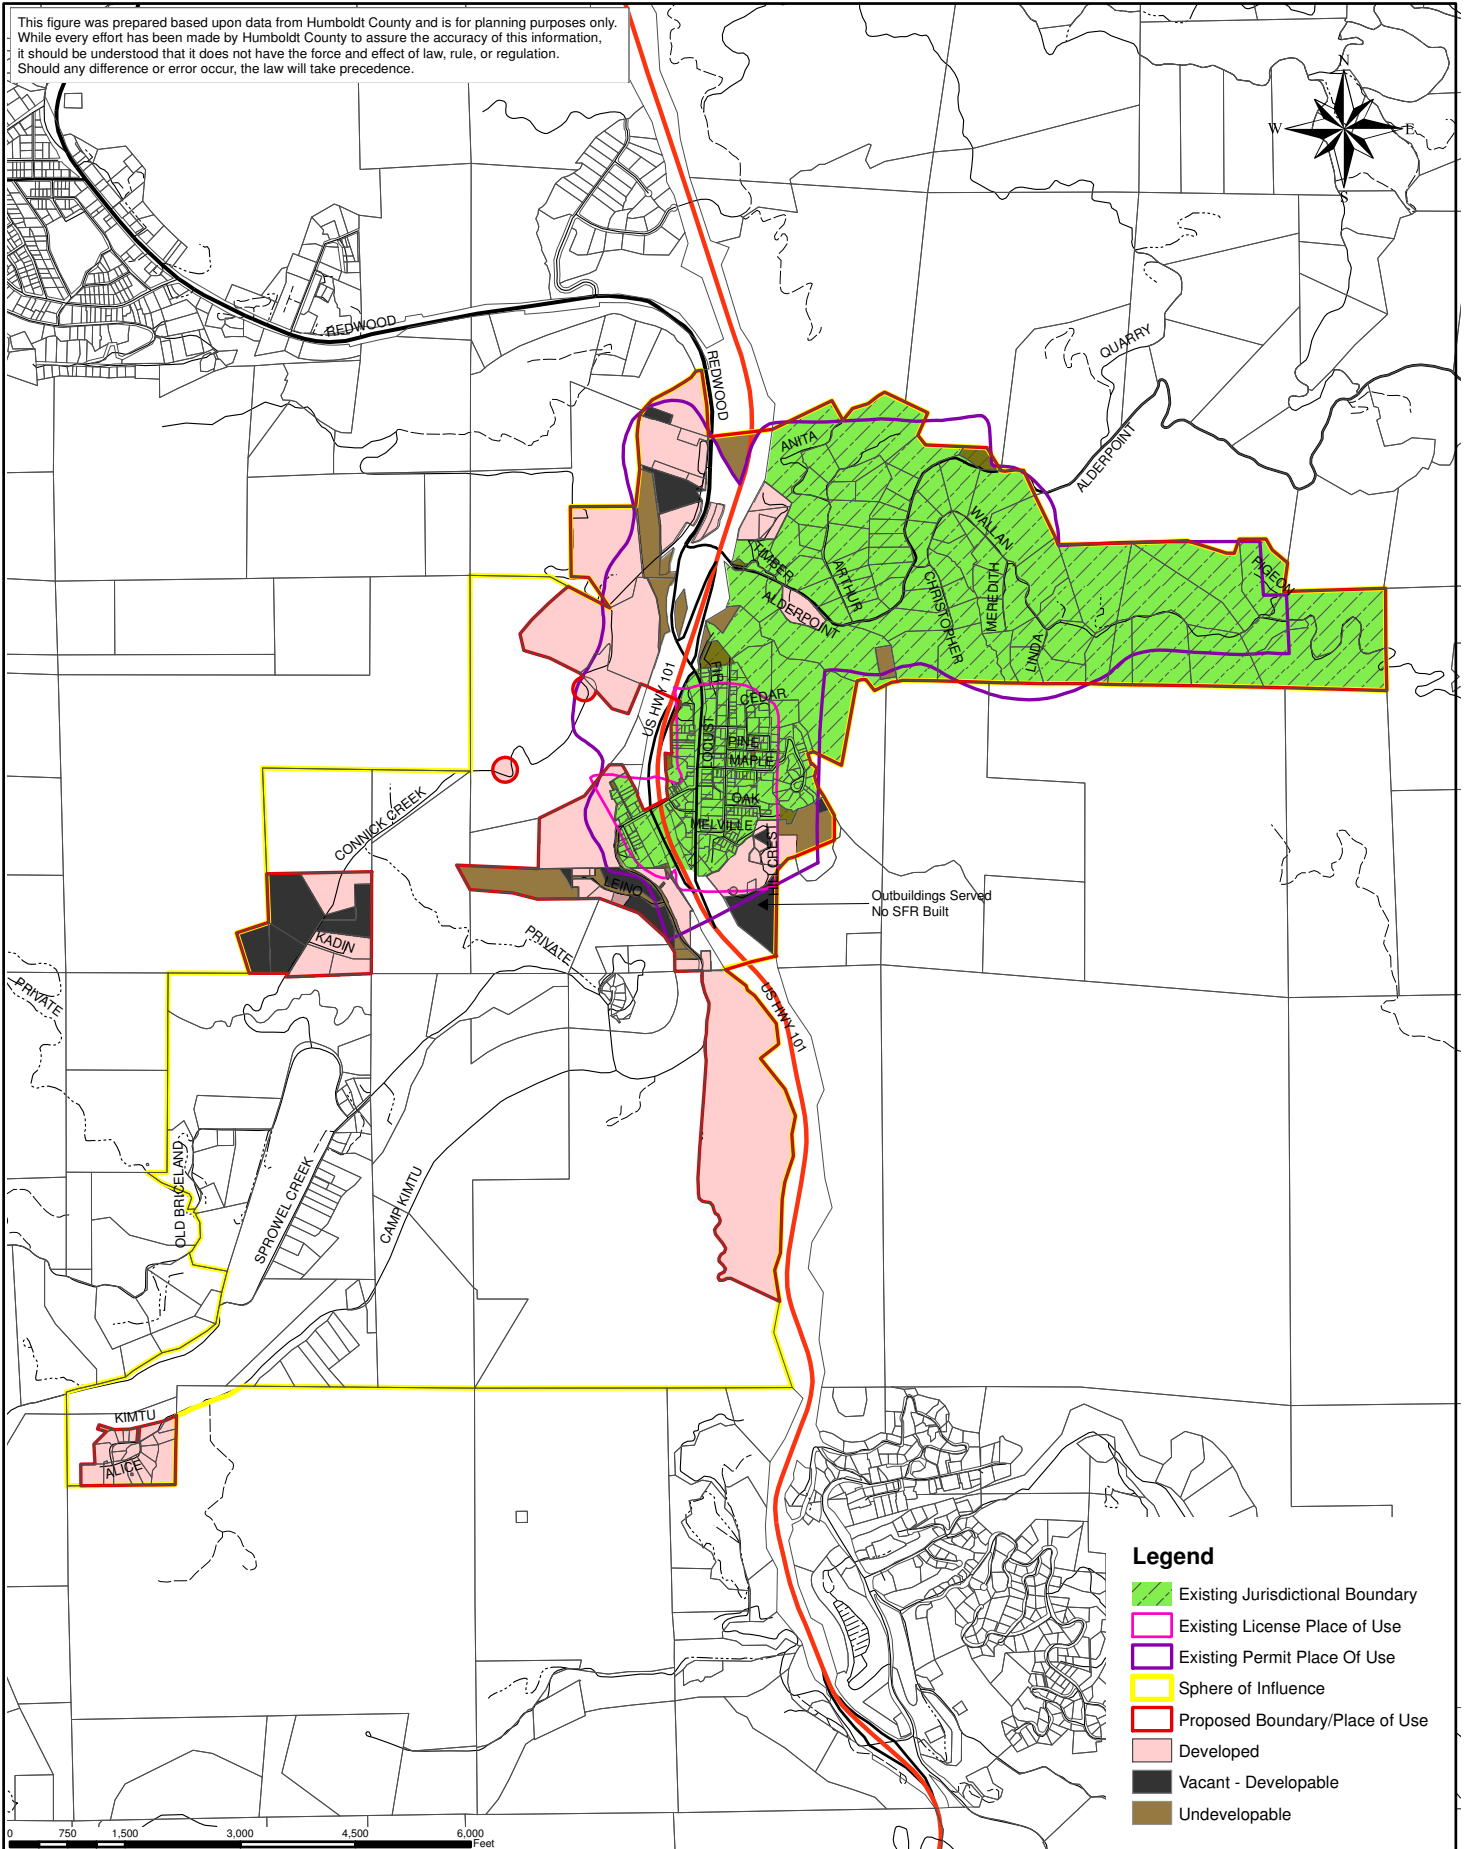 This figure was prepared based upon data from Humboldt County and is for planning purposes only.
While every effort has been made by Humboldt County to assure the accuracy of this information,
it should be understood that it does not have the force and effect of law, rule, or regulation.
Should any difference or error occur, the law will take precedence.
N
W
E
S
REDWOOD
REDWOOD
QUARRY
ALDERPOINT
ANITA
WALLAN
TIMBER
ARTHUR
ALDERPOINT
CHRISTOPHER
MEREDITH
LINDA
PIGEON
US HWY 101
FIR
CEDAR
LOCUST
PINE
MAPLE
OAK
MELVILLE
CONNICK CREEK
LEINO
Outbuildings Served
No SFR Built
KADIN
PRIVATE
PRIVATE
US HWY 101
OLD BRICELAND
SPROWEL CREEK
CAMP KIMTU
KIMTU
ALICE
Legend
Existing Jurisdictional Boundary
Existing License Place of Use
Existing Permit Place Of Use
Sphere of Influence
Proposed Boundary/Place of Use
Developed
Vacant - Developable
Undevelopable
0 750 1,500 3,000 4,500 6,000
Feet